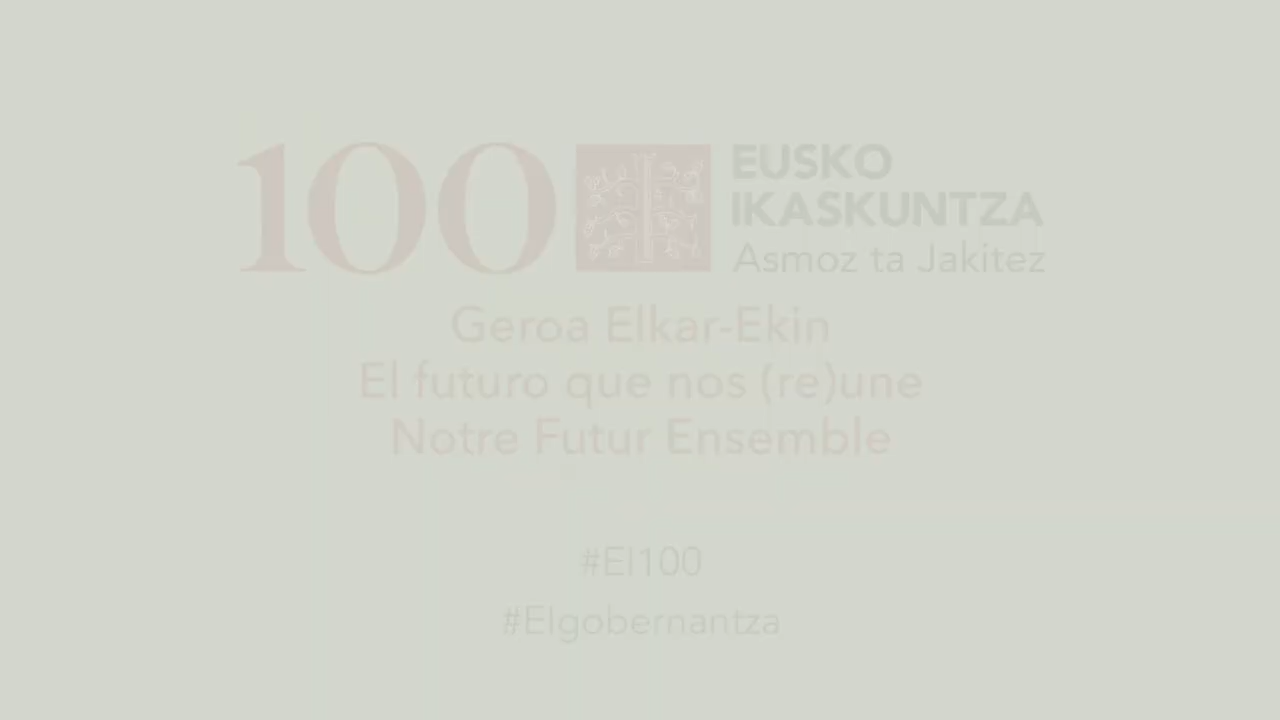 100 EUSKO
IKASKUNTZA
Asmoz ta Jakitez
Geroa Elkar-Ekin
El futuro que nos (re)une
Notre Futur Ensemble
#EI100
#EIgobernantza